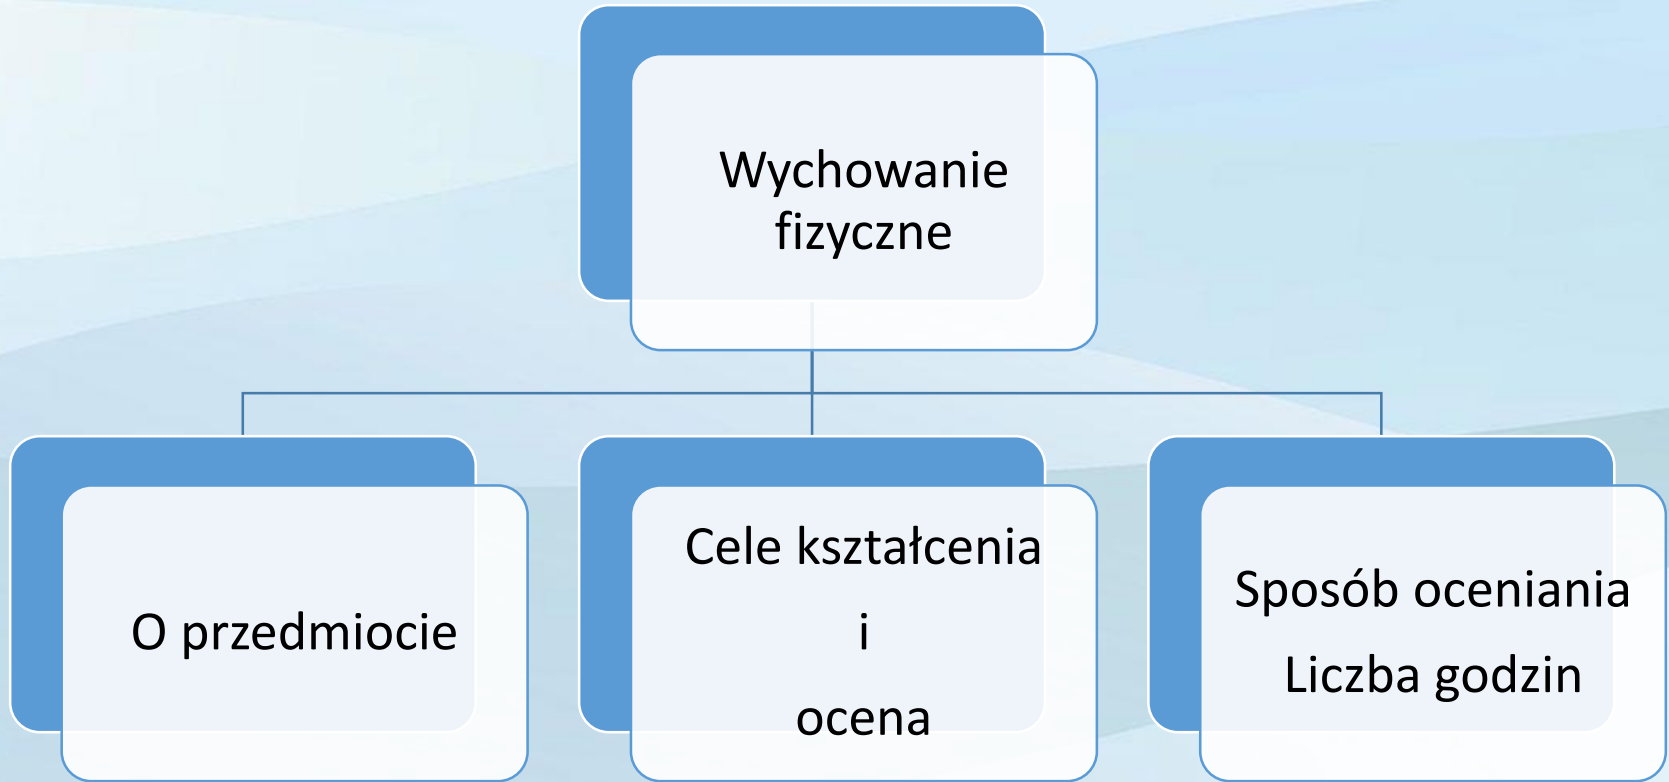 Wychowanie
fizyczne
O przedmiocie
Cele kształcenia
i
ocena
Sposób oceniania
Liczba godzin